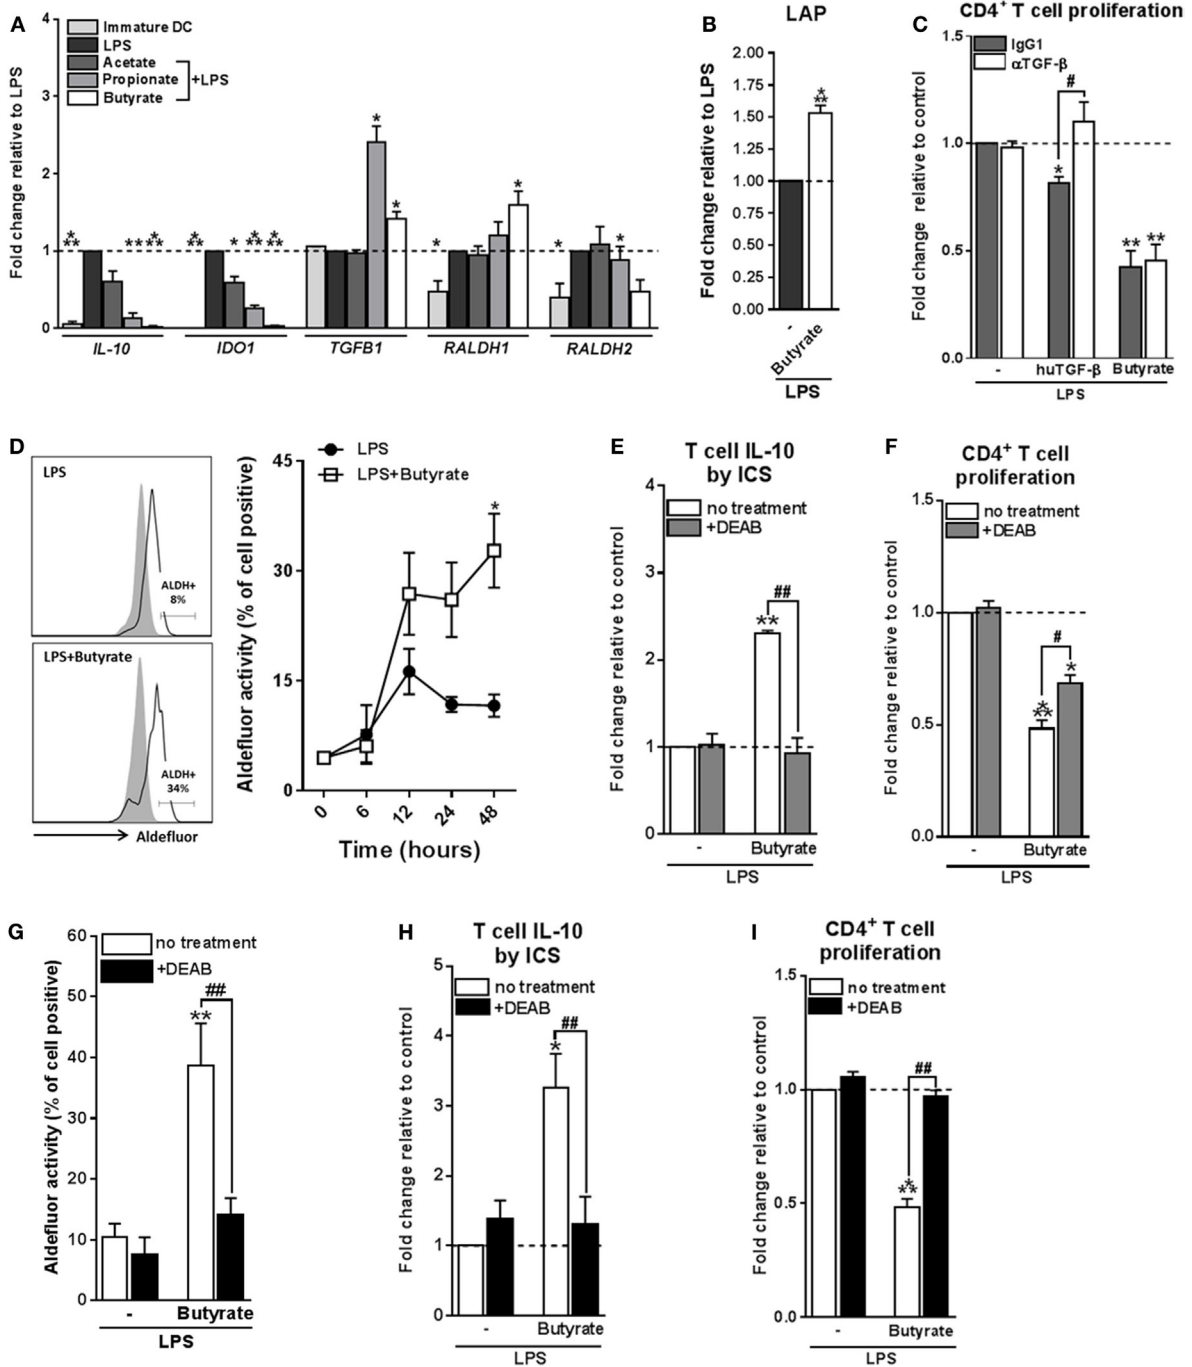 A
Fold change relative to LPS
4
3
2
1
0
Immature DC
LPS
Acetate
Propionate
Butyrate
+LPS
* ** ** ** ** ** * ** ** * * * * * *
IL-10 IDO1 TGFB1 RALDH1 RALDH2
B
LAP
Fold change relative to LPS
2.00
1.75
1.50
1.25
1.00
0.75
0.50
0.25
0.00
***
- Butyrate
LPS
C
CD4+ T cell proliferation
Fold change relative to control
1.5
1.0
0.5
0.0
IgG1
αTGF-β
#
*
** **
- huTGF-β Butyrate
LPS
D
LPS
ALDH+
8%
LPS+Butyrate
ALDH+
34%
Aldefluor
LPS
LPS+Butyrate
Aldefluor activity (% of cell positive)
45
30
15
0
*
0 6 12 24 48
Time (hours)
E
T cell IL-10
by ICS
Fold change relative to control
4
3
2
1
0
no treatment
+DEAB
##
**
- Butyrate
LPS
F
CD4+ T cell
proliferation
Fold change relative to control
1.5
1.0
0.5
0.0
no treatment
+DEAB
#
*
***
- Butyrate
LPS
G
Aldefluor activity (% of cell positive)
60
50
40
30
20
10
0
no treatment
+DEAB
##
**
- Butyrate
LPS
H
T cell IL-10
by ICS
Fold change relative to control
5
4
3
2
1
0
no treatment
+DEAB
##
*
- Butyrate
LPS
I
CD4+ T cell
proliferation
Fold change relative to control
1.5
1.0
0.5
0.0
no treatment
+DEAB
##
***
- Butyrate
LPS